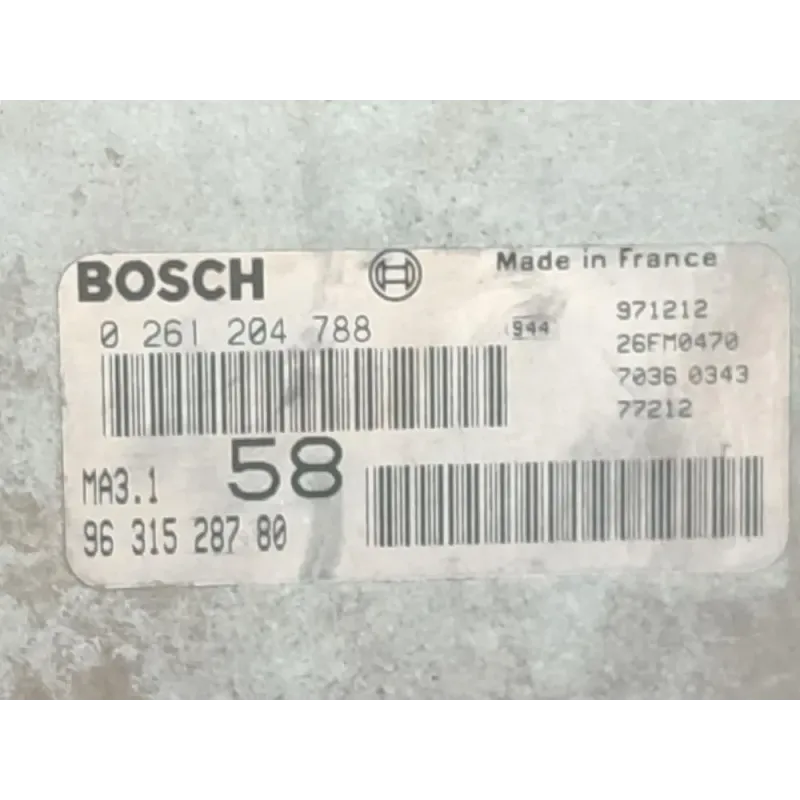 BOSCH
Made in France
0 261 204 788
944
971212
26FM0470
7036 0343
77212
MA3.1
58
96 315 287 80